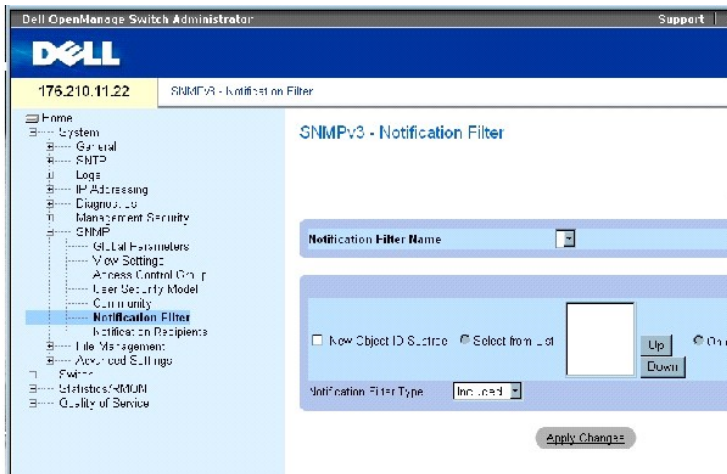 Dell OpenManage Switch Administrator
Support
DELL
176.210.11.22
SNMPv3 - Notification Filter
Home
System
General
SNTP
Logs
IP Addressing
Diagnostics
Management Security
SNMP
Global Parameters
View Settings
Access Control Group
User Security Model
Community
Notification Filter
Notification Recipients
File Management
Advanced Settings
Switch
Statistics/RMON
Quality of Service
SNMPv3 - Notification Filter
Notification Filter Name
New Object ID Subtree
Select from List
Up
Down
Notification Filter Type
Included
Apply Changes